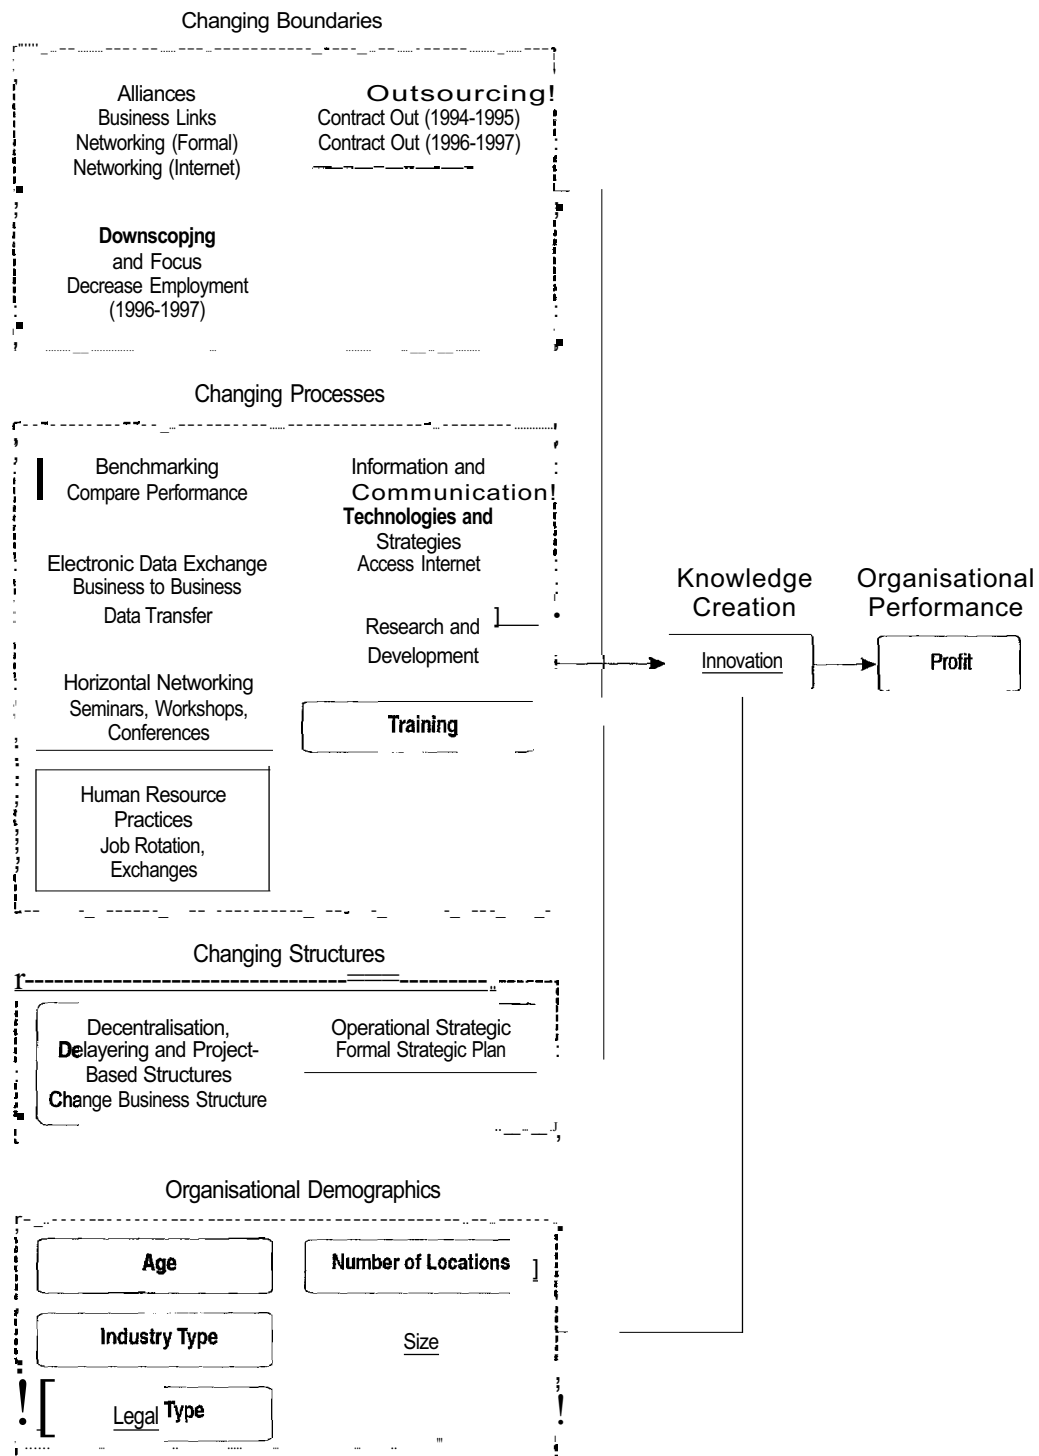 Changing Boundaries
Alliances
Business Links
Networking (Formal)
Networking (Internet)
Outsourcing!
Contract Out (1994-1995)
Contract Out (1996-1997)
Downscopjng
and Focus
Decrease Employment
(1996-1997)
Changing Processes
Benchmarking
Compare Performance
Information and
Communication!
Technologies and
Strategies
Access Internet
Electronic Data Exchange
Business to Business
Data Transfer
Research and
Development
Horizontal Networking
Seminars, Workshops,
Conferences
Training
Human Resource
Practices
Job Rotation,
Exchanges
Knowledge
Creation
Innovation
Organisational
Performance
Profit
Changing Structures
Decentralisation,
Delayering and Project-
Based Structures
Change Business Structure
Operational Strategic
Formal Strategic Plan
Organisational Demographics
Age
Number of Locations
Industry Type
Size
Legal Type